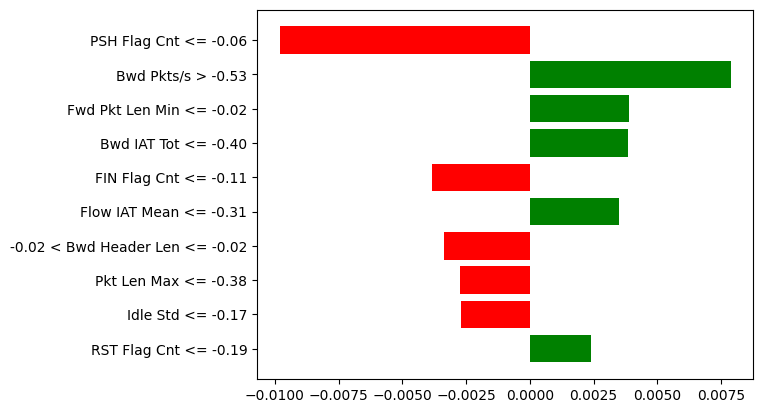 PSH Flag Cnt <= -0.06
Bwd Pkts/s > -0.53
Fwd Pkt Len Min <= -0.02
Bwd IAT Tot <= -0.40
FIN Flag Cnt <= -0.11
Flow IAT Mean <= -0.31
-0.02 < Bwd Header Len <= -0.02
Pkt Len Max <= -0.38
Idle Std <= -0.17
RST Flag Cnt <= -0.19
−0.0100 −0.0075 −0.0050 −0.0025 0.0000 0.0025 0.0050 0.0075